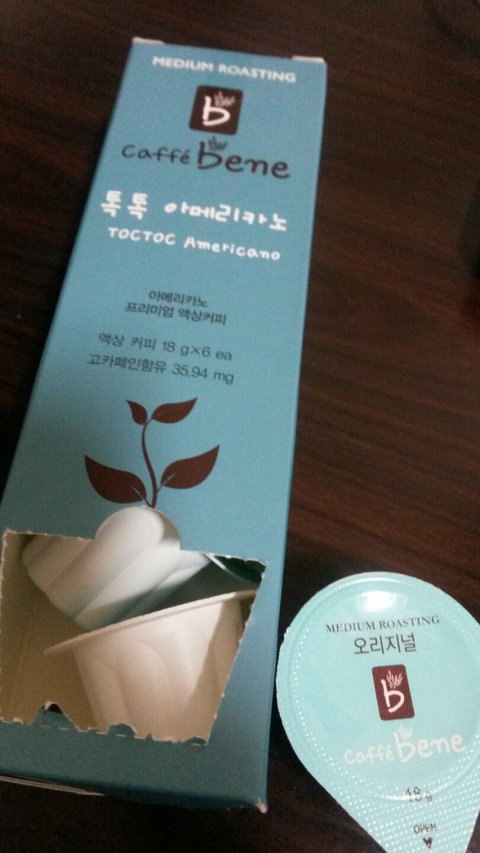 MEDIUM ROASTING
b
Caffé bene
톡톡 아메리카노
TOCTOC Americano
아메리카노
프리미엄 액상커피
액상 커피 18 g×6 ea
고카페인함유 35.94 mg
MEDIUM ROASTING
오리지널
b
Caffé bene
18 g
OPEN